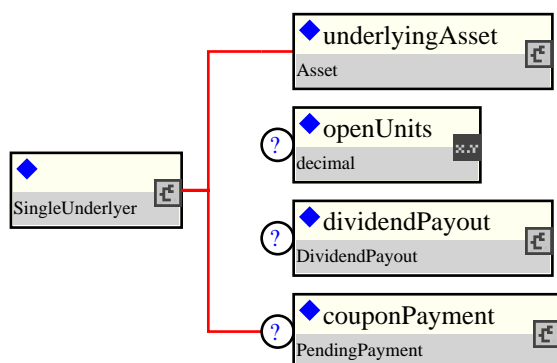 underlyingAsset
Asset
?
openUnits
decimal
x.y
SingleUnderlyer
?
dividendPayout
DividendPayout
?
couponPayment
PendingPayment